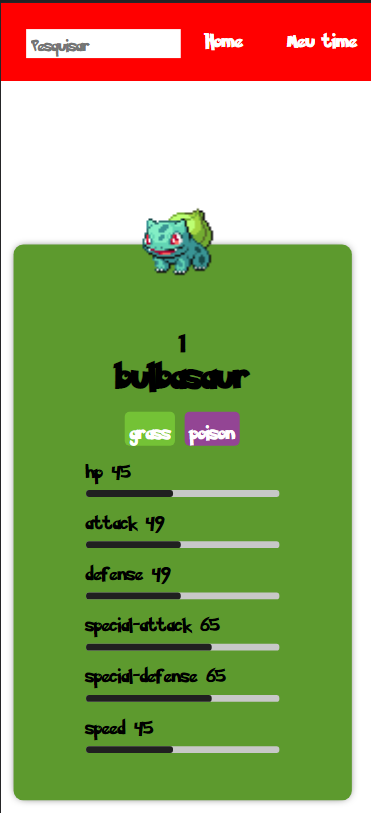 Pesquisar Home Meu time
1
bulbasaur
grass poison
hp 45
attack 49
defense 49
special-attack 65
special-defense 65
speed 45